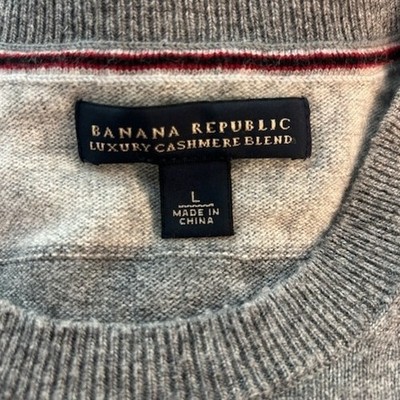 BANANA REPUBLIC
LUXURY CASHMERE BLEND
L
MADE IN
CHINA